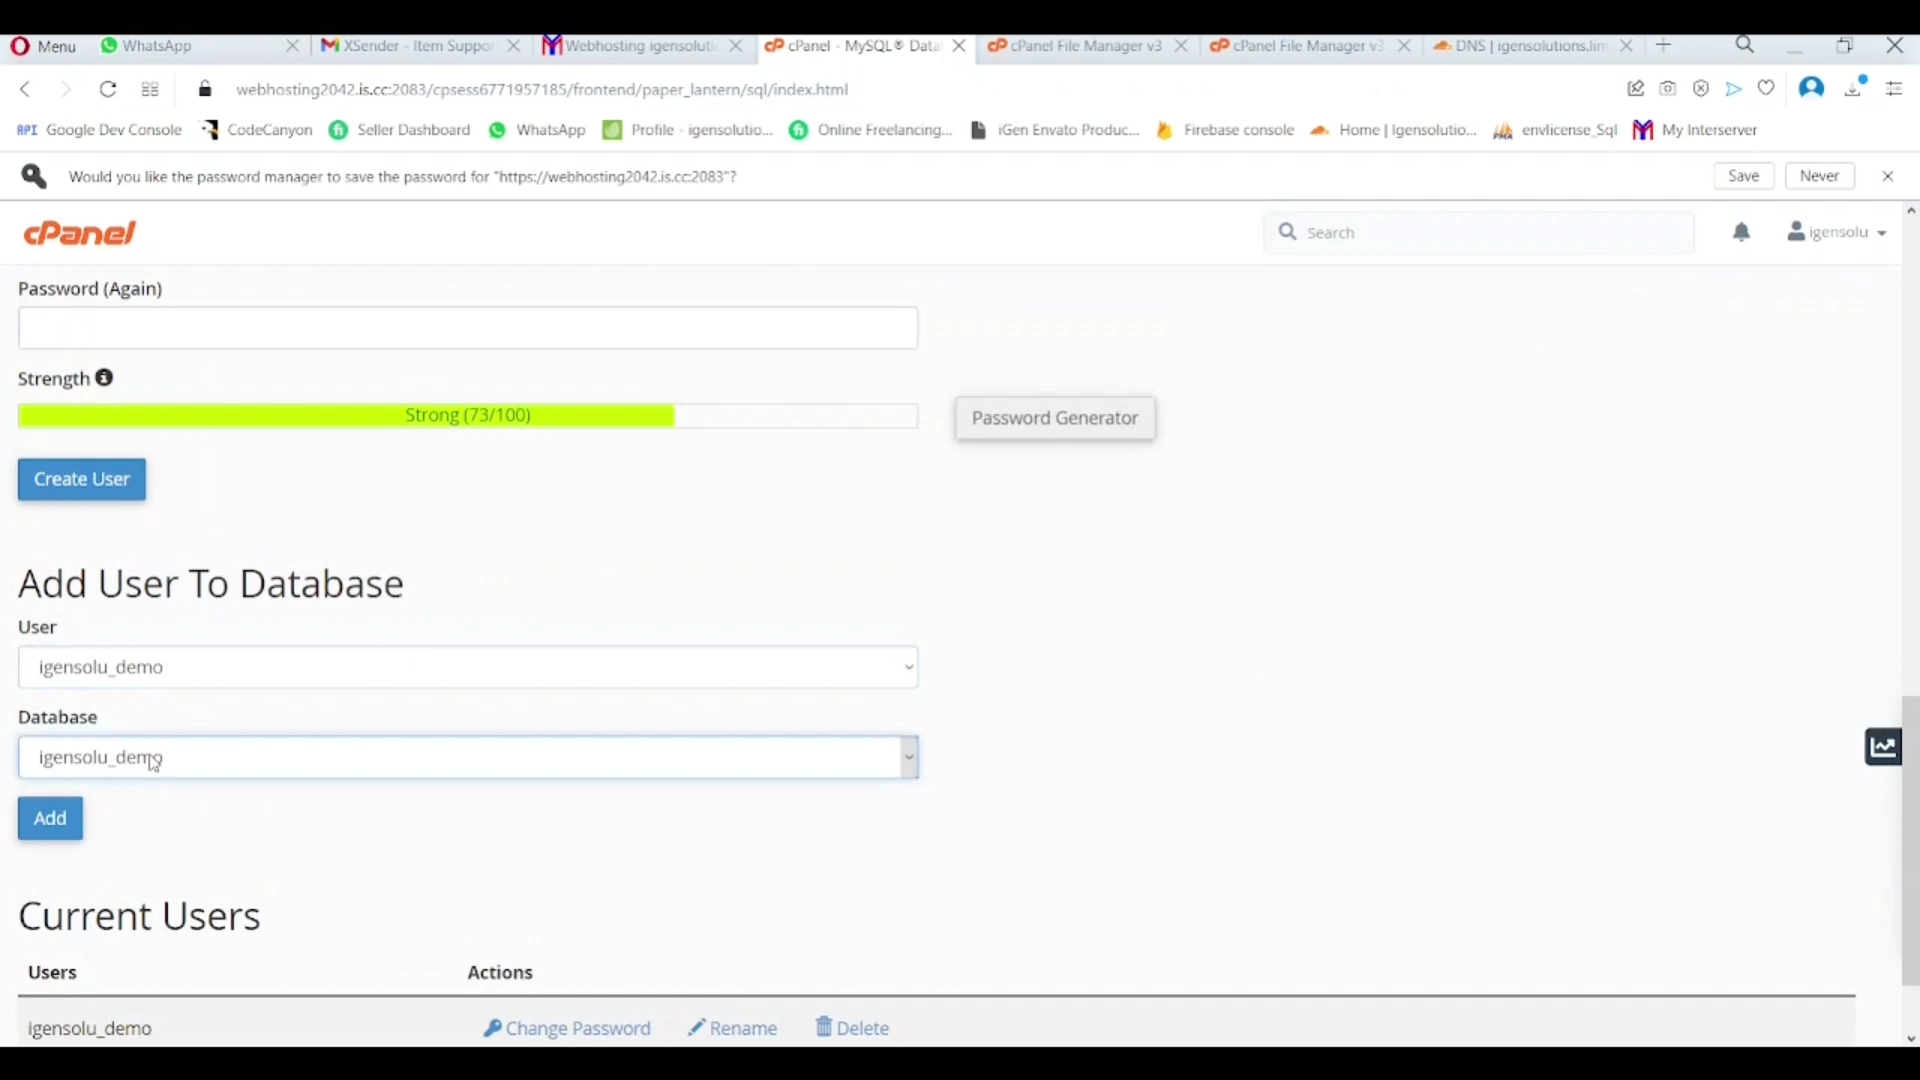 Menu WhatsApp XSender - Item Suppor Webhosting igensoluti cPanel - MySQL® Data cPanel File Manager v3 cPanel File Manager v3 DNS | igensolutions.lim
webhosting2042.is.cc:2083/cpsess6771957185/frontend/paper_lantern/sql/index.html
API Google Dev Console CodeCanyon Seller Dashboard WhatsApp Profile - igensolutio... Online Freelancing... iGen Envato Produc... Firebase console Home | Igensolutio... envlicense_Sql My Interserver
Would you like the password manager to save the password for "https://webhosting2042.is.cc:2083"? Save Never
cPanel Search igensolu
Password (Again)
Strength
Strong (73/100) Password Generator
Create User
Add User To Database
User
igensolu_demo
Database
igensolu_demo
Add
Current Users
Users Actions
igensolu_demo Change Password Rename Delete